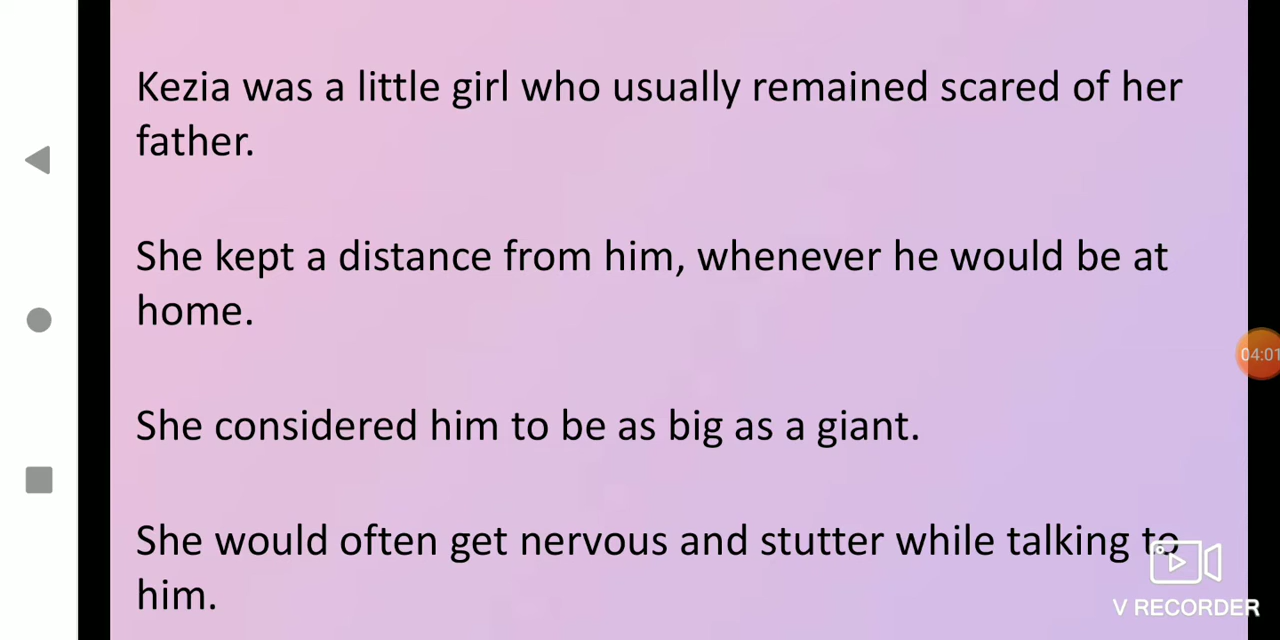 Kezia was a little girl who usually remained scared of her
father.
She kept a distance from him, whenever he would be at
home.
04:01
She considered him to be as big as a giant.
She would often get nervous and stutter while talking to
him.
V RECORDER